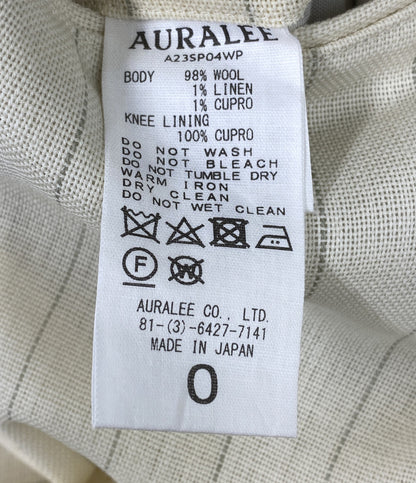 AURALEE
A23SP04WP
BODY 98% WOOL
1% LINEN
1% CUPRO
KNEE LINING
100% CUPRO
DO NOT WASH
DO NOT BLEACH
DO NOT TUMBLE DRY
WARM IRON
DRY CLEAN
DO NOT WET CLEAN
F W
AURALEE CO., LTD.
81-(3)-6427-7141
MADE IN JAPAN
0